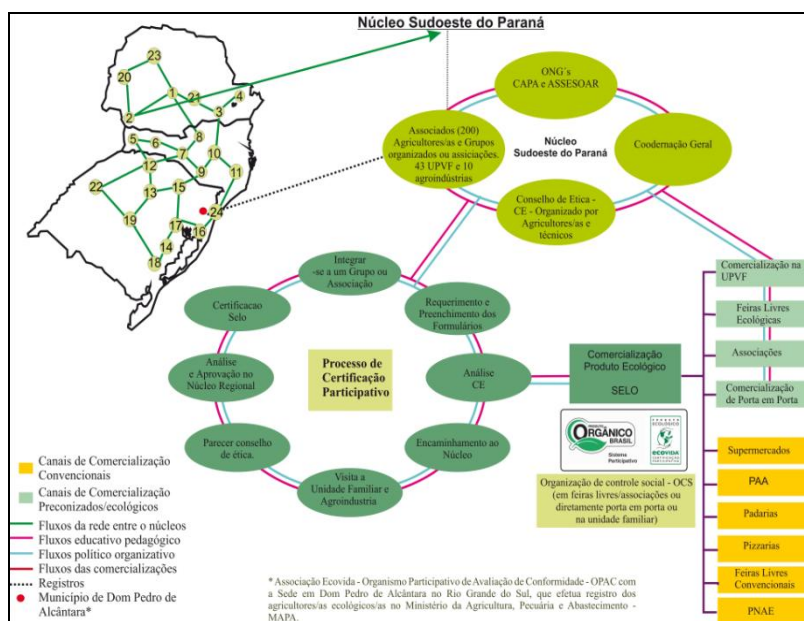 Núcleo Sudoeste do Paraná
23
20
1
21
4
2
3
8
5
6
7
10
12
9
11
22
13
15
24
19
17
16
14
18
ONG´s
CAPA e ASSESOAR
Associados (200)
Agricultores/as e Grupos
organizados ou assiciações.
43 UPVF e 10
agroindústrias
Núcleo
Sudoeste do Paraná
Coodernação Geral
Conselho de Etica -
CE - Organizado por
Agricultores/as e
técnicos
Integrar
-se a um Grupo ou
Associação
Certificacao
Selo
Requerimento e
Preenchimento dos
Formulários
Análise
e Aprovação no
Núcleo Regional
Processo de
Certificação
Participativo
Análise
CE
Parecer conselho
de ética.
Encaminhamento ao
Núcleo
Visita a
Unidade Familiar e
Agroindustria
Comercialização
Produto Ecológico
SELO
PRODUTO
ORGÂNICO
BRASIL
Sistema
Participativo
PRODUTO
ECOLÓGICO
ECOVIDA
Organização de controle social - OCS
(em feiras livres/associações ou
diretamente porta em porta ou
na unidade familiar)
Comercialização na
UPVF
Feiras Livres
Ecológicas
Associações
Comercialização
de Porta em Porta
Supermercados
PAA
Padarias
Pizzarias
Feiras Livres
Convencionais
PNAE
Canais de Comercialização
Convencionais
Canais de Comercialização
Preconizados/ecológicos
Fluxos da rede entre o núcleos
Fluxos educativo pedagógico
Fluxos político organizativo
Fluxos das comercializações
Registros
Município de Dom Pedro de
Alcântara*
* Associação Ecovida - Organismo Participativo de Avaliação de Conformidade - OPAC com
a Sede em Dom Pedro de Alcântara no Rio Grande do Sul, que efetua registro dos
agricultores/as ecológicos/as no Ministério da Agricultura, Pecuária e Abastecimento -
MAPA.